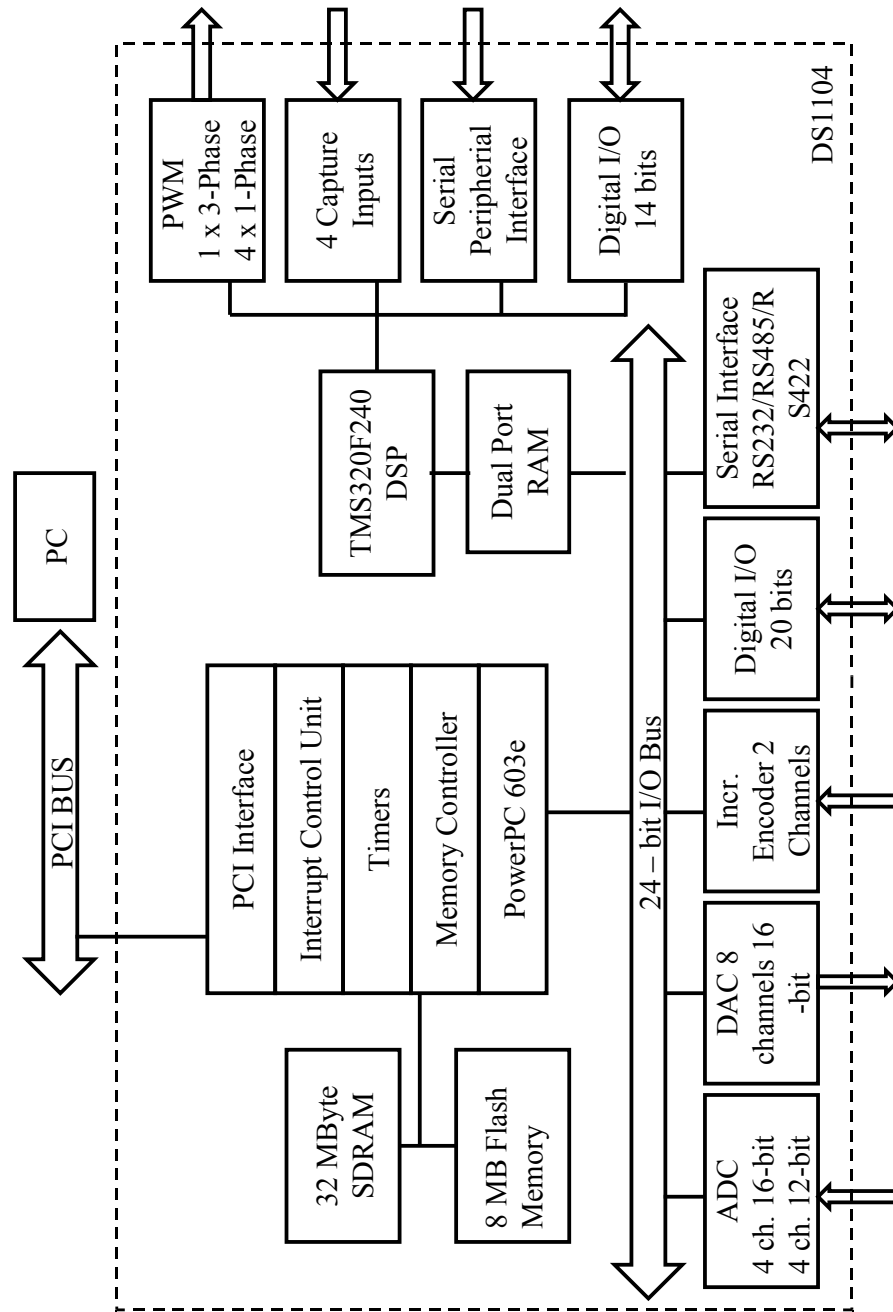 PC
PCI BUS
PCI Interface
Interrupt Control Unit
Timers
Memory Controller
PowerPC 603e
32 MByte
SDRAM
8 MB Flash
Memory
TMS320F240
DSP
Dual Port
RAM
PWM
1 x 3-Phase
4 x 1-Phase
4 Capture
Inputs
Serial
Peripherial
Interface
Digital I/O
14 bits
24 – bit I/O Bus
ADC
4 ch. 16-bit
4 ch. 12-bit
DAC 8
channels 16
-bit
Incr.
Encoder 2
Channels
Digital I/O
20 bits
Serial Interface
RS232/RS485/R
S422
DS1104